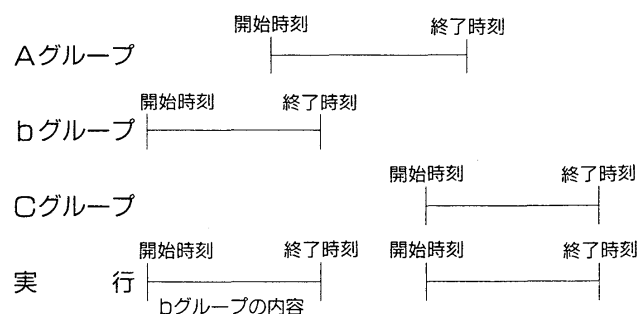 開始時刻 終了時刻
Aグループ
開始時刻 終了時刻
bグループ
開始時刻 終了時刻
Cグループ
開始時刻 終了時刻 開始時刻 終了時刻
実 行
bグループの内容